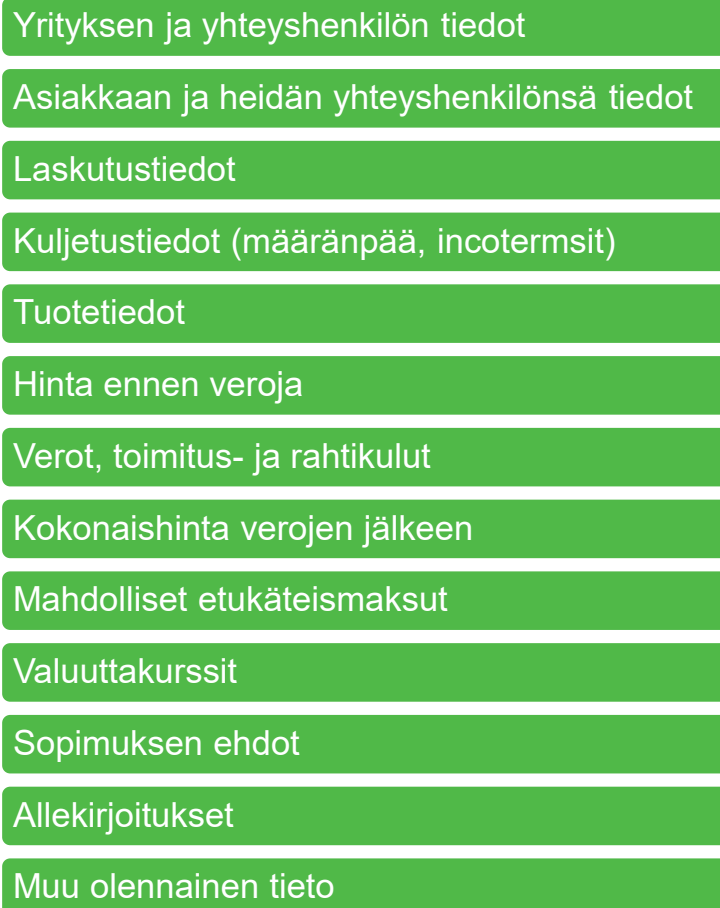 Yrityksen ja yhteyshenkilön tiedot
Asiakkaan ja heidän yhteyshenkilönsä tiedot
Laskutustiedot
Kuljetustiedot (määränpää, incotermsit)
Tuotetiedot
Hinta ennen veroja
Verot, toimitus- ja rahtikulut
Kokonaishinta verojen jälkeen
Mahdolliset etukäteismaksut
Valuuttakurssit
Sopimuksen ehdot
Allekirjoitukset
Muu olennainen tieto